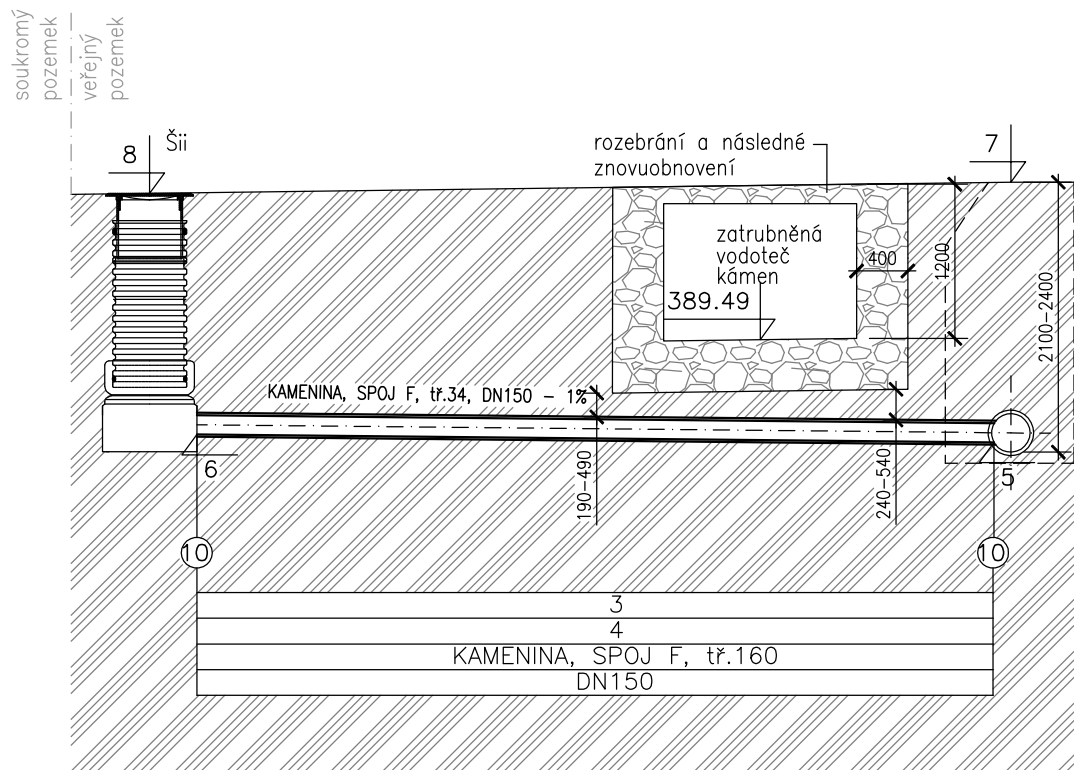 soukromý
pozemek
veřejný
pozemek
8
Šii
rozebrání a následné
znovuobnovení
7
zatrubněná
vodoteč
kámen
400
1200
389.49
2100-2400
KAMENINA, SPOJ F, tř.34, DN150 - 1%
6
5
190-490
240-540
10
10
3
4
KAMENINA, SPOJ F, tř.160
DN150